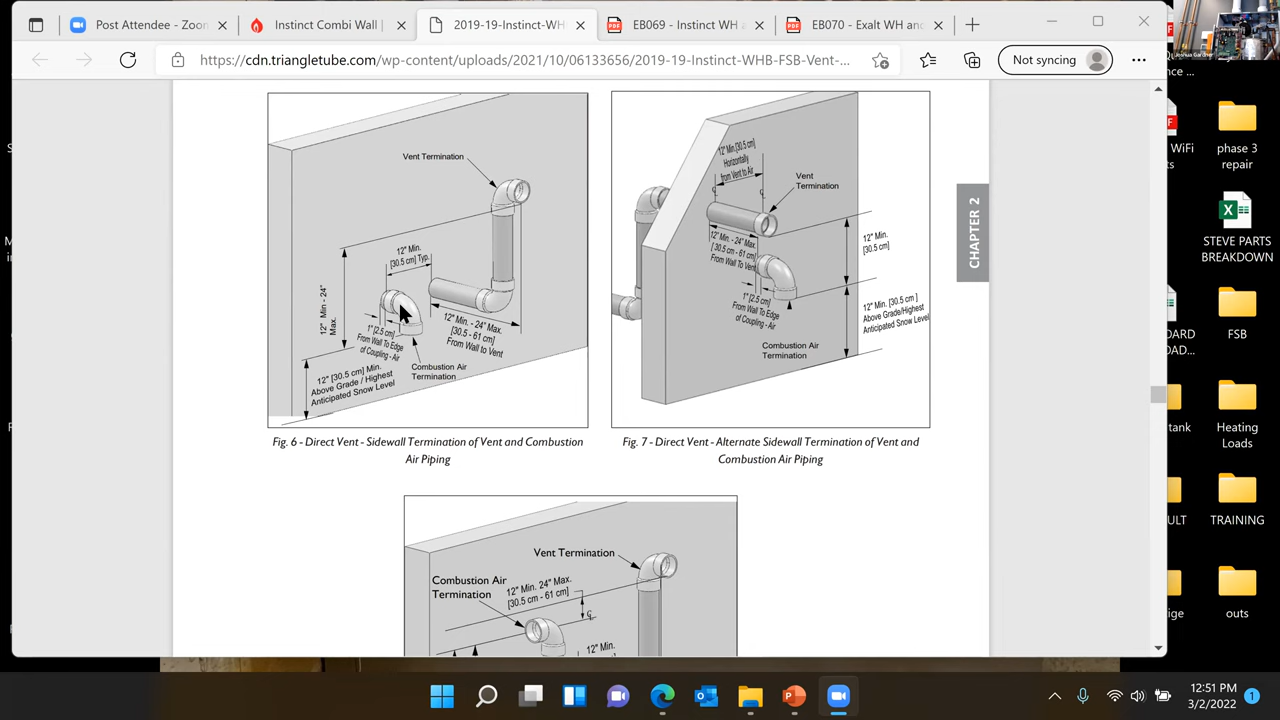 Post Attendee - Zoom
Instinct Combi Wall
2019-19-Instinct-WH
EB069 - Instinct WH
EB070 - Exalt WH and
https://cdn.triangletube.com/wp-content/uploads/2021/10/06133656/2019-19-Instinct-WHB-FSB-Vent-...
Not syncing
Joshua Gardner
Vent Termination
12" Min.
[30.5 cm] Typ.
12" Min - 24"
Max.
1" [2.5 cm]
From Wall To Edge
of Coupling - Air
12" Min. - 24" Max.
[30.5 - 61 cm]
From Wall to Vent
Combustion Air
Termination
12" [30.5 cm] Min.
Above Grade / Highest
Anticipated Snow Level
Fig. 6 - Direct Vent - Sidewall Termination of Vent and Combustion
Air Piping
12" Min.[30.5 cm]
Horizontally
from Vent to Air
Vent
Termination
12" Min. - 24" Max.
[30.5 cm - 61 cm]
From Wall To Vent
12" Min.
[30.5 cm]
1" [2.5 cm]
From Wall To Edge
of Coupling - Air
12" Min. [30.5 cm ]
Above Grade/Highest
Anticipated Snow Level
Combustion Air
Termination
Fig. 7 - Direct Vent - Alternate Sidewall Termination of Vent and
Combustion Air Piping
CHAPTER 2
Vent Termination
Combustion Air
Termination
12" Min. 24" Max.
[30.5 cm - 61 cm]
12" Min.
nce ...
WiFi
ts
phase 3
repair
STEVE PARTS
BREAKDOWN
DARD
OAD...
FSB
tank
Heating
Loads
ULT
TRAINING
ige
outs
12:51 PM
3/2/2022
1